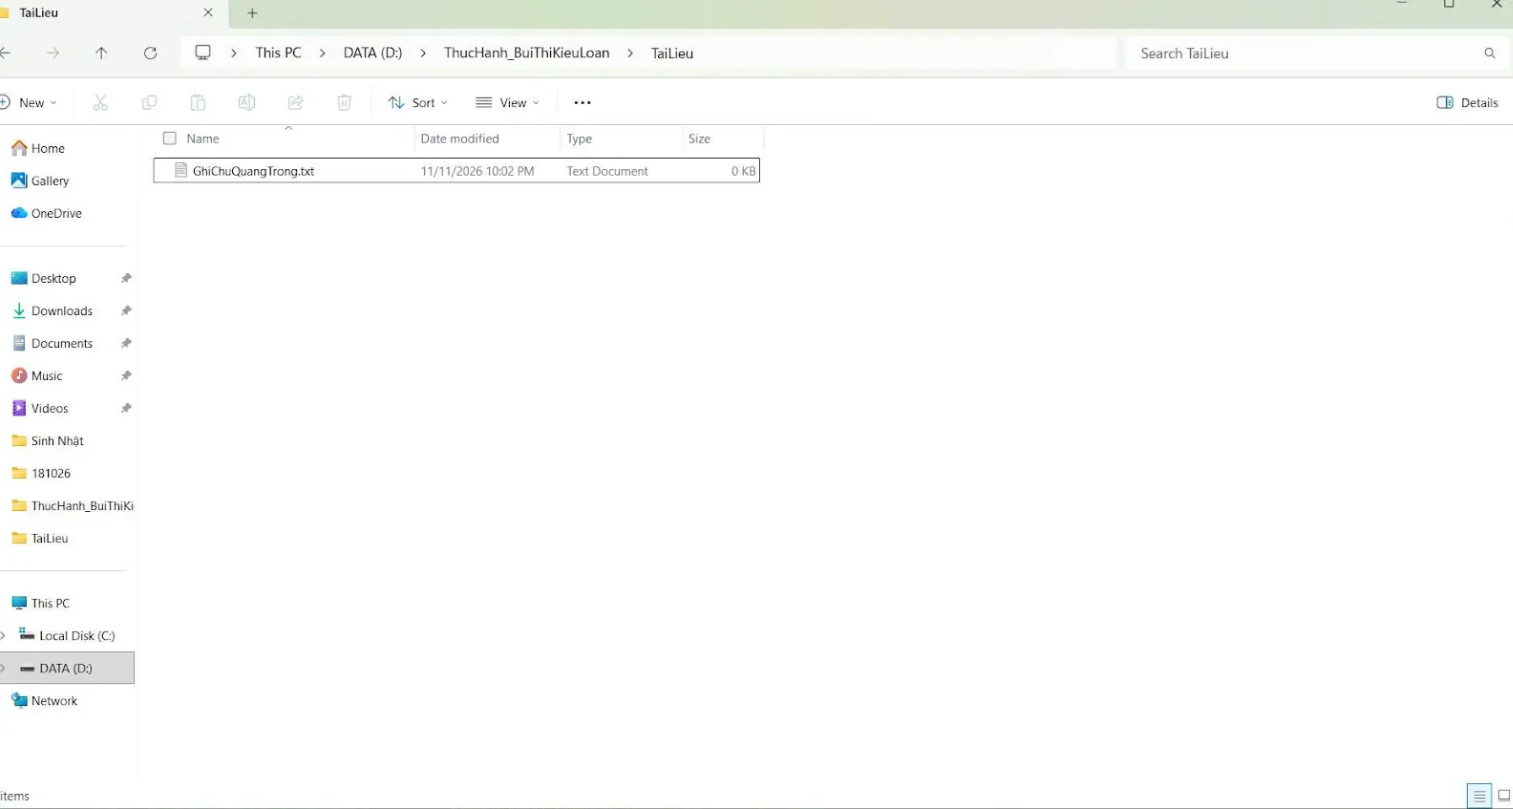 TaiLieu
This PC > DATA (D:) > ThucHanh_BuiThiKieuLoan > TaiLieu
Search TaiLieu
New
Sort
View
Details
Name Date modified Type Size
GhiChuQuangTrong.txt 11/11/2026 10:02 PM Text Document 0 KB
Home
Gallery
OneDrive
Desktop
Downloads
Documents
Music
Videos
Sinh Nhật
181026
ThucHanh_BuiThiKi
TaiLieu
This PC
Local Disk (C:)
DATA (D:)
Network
items